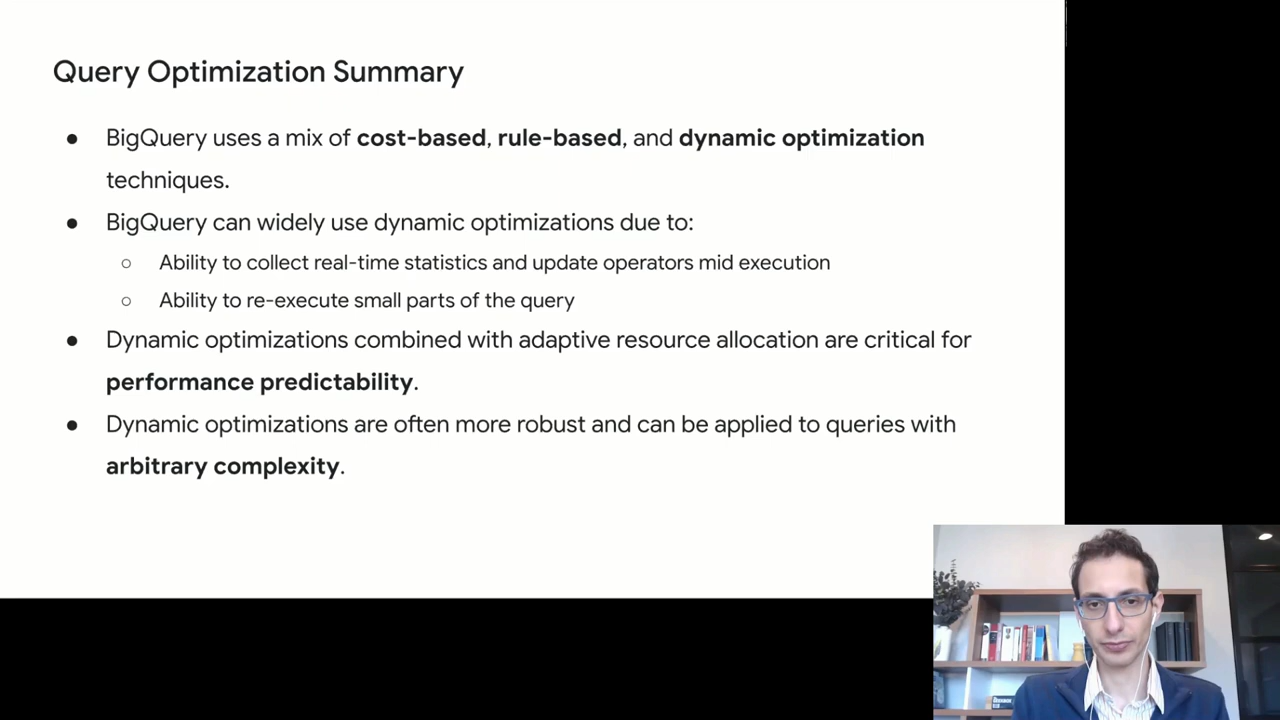 Query Optimization Summary
● BigQuery uses a mix of cost-based, rule-based, and dynamic optimization
techniques.
● BigQuery can widely use dynamic optimizations due to:
○ Ability to collect real-time statistics and update operators mid execution
○ Ability to re-execute small parts of the query
● Dynamic optimizations combined with adaptive resource allocation are critical for
performance predictability.
● Dynamic optimizations are often more robust and can be applied to queries with
arbitrary complexity.